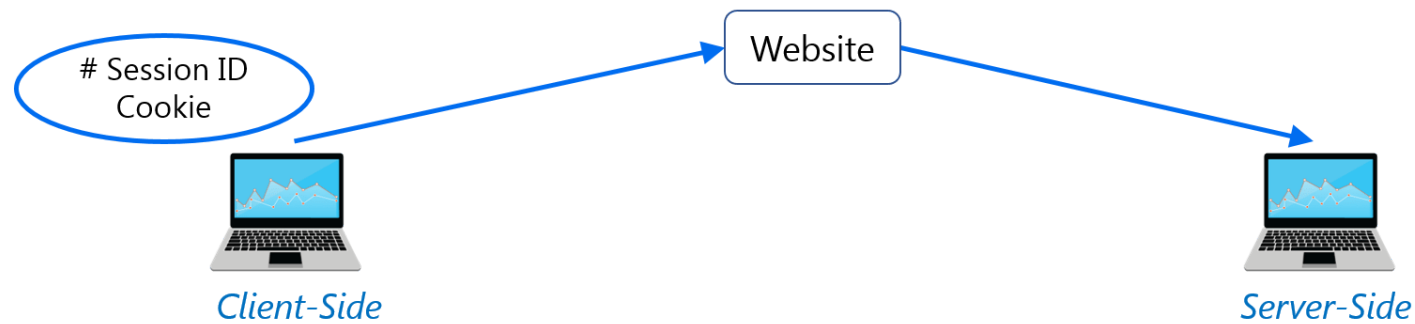 # Session ID
Cookie
Website
Client-Side
Server-Side